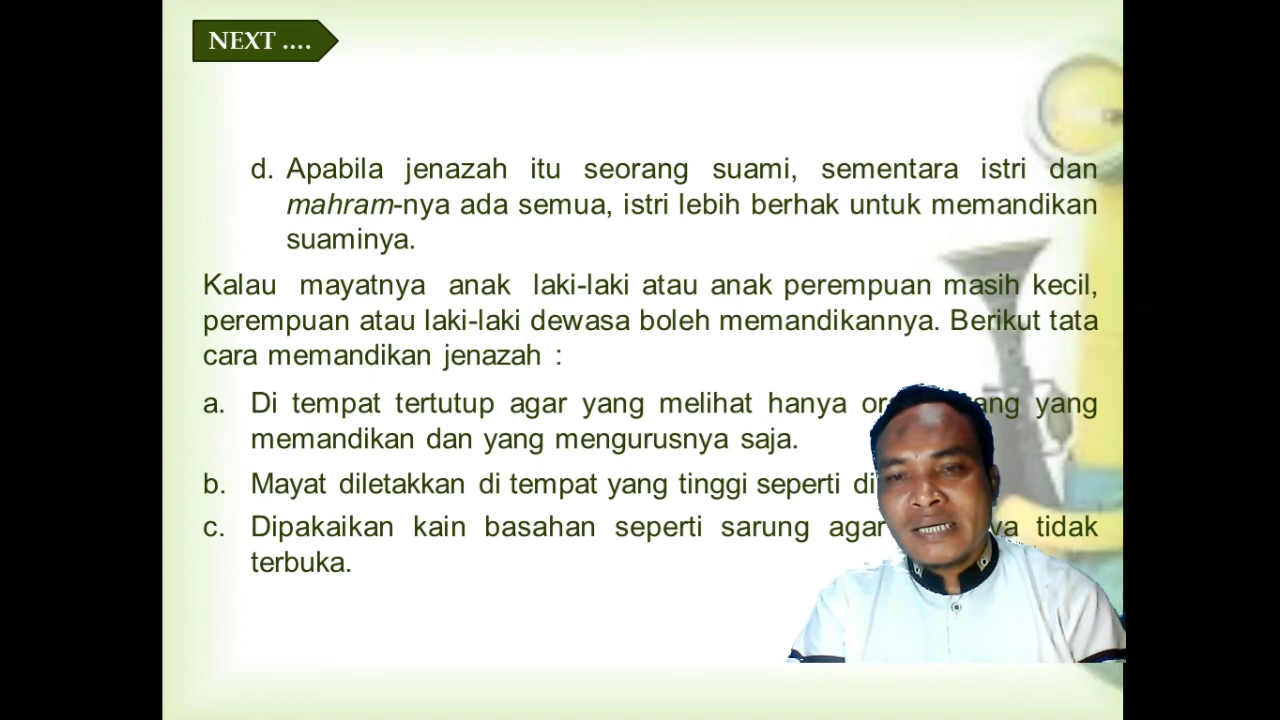 NEXT ....
d. Apabila jenazah itu seorang suami, sementara istri dan
mahram-nya ada semua, istri lebih berhak untuk memandikan
suaminya.
Kalau mayatnya anak laki-laki atau anak perempuan masih kecil,
perempuan atau laki-laki dewasa boleh memandikannya. Berikut tata
cara memandikan jenazah :
a. Di tempat tertutup agar yang melihat hanya yang
memandikan dan yang mengurusnya saja.
b. Mayat diletakkan di tempat yang tinggi seperti
c. Dipakaikan kain basahan seperti sarung agar tidak
terbuka.